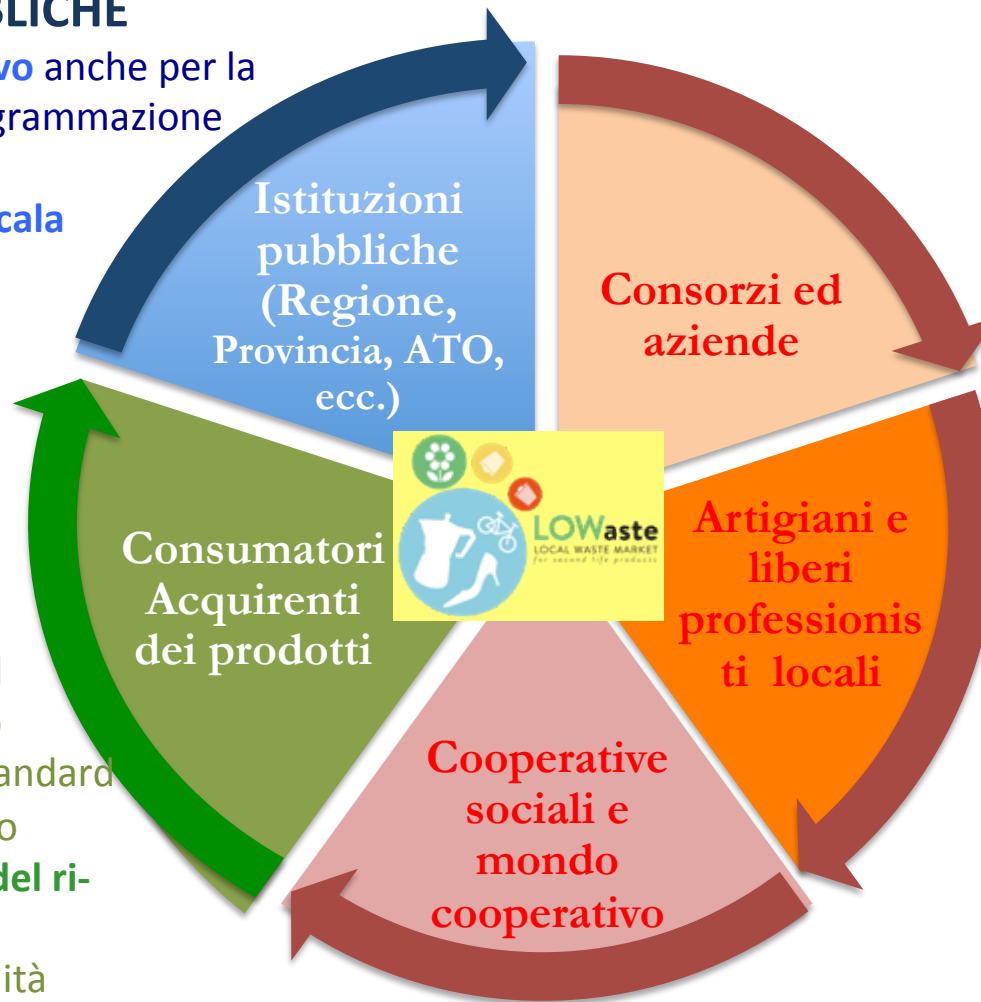 BLICHE
vo anche per la
grammazione
cala
Istituzioni
pubbliche
(Regione,
Provincia, ATO,
ecc.)
Consorzi ed
aziende
Artigiani e
liberi
professionis
ti locali
Cooperative
sociali e
mondo
cooperativo
Consumatori
Acquirenti
dei prodotti
LOWaste
LOCAL WASTE MARKET
for second life products
andard
o
del ri-
ità